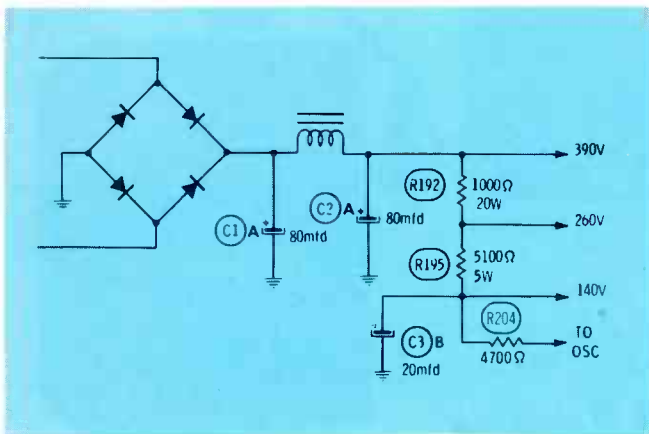 390V
R192
1000Ω
20W
C1 A
+
80mfd
C2 A
+
80mfd
260V
R195
5100Ω
5W
140V
R204
4700Ω
TO
OSC
C3 B
20mfd